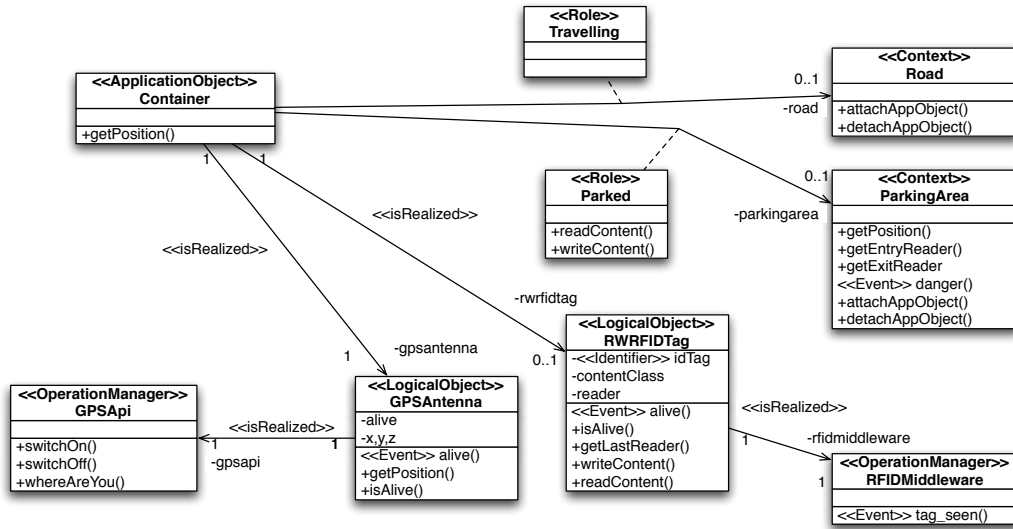 <<Role>>
Travelling
<<Context>>
Road
+attachAppObject()
+detachAppObject()
0..1
-road
<<ApplicationObject>>
Container
+getPosition()
1
1
<<Role>>
Parked
+readContent()
+writeContent()
0..1
-parkingarea
<<Context>>
ParkingArea
+getPosition()
+getEntryReader()
+getExitReader
<<Event>> danger()
+attachAppObject()
+detachAppObject()
<<isRealized>>
<<isRealized>>
-rwrfidtag
0..1
1
-gpsantenna
<<LogicalObject>>
RWRFIDTag
-<<Identifier>> idTag
-contentClass
-reader
<<Event>> alive()
+isAlive()
+getLastReader()
+writeContent()
+readContent()
<<OperationManager>>
GPSApi
+switchOn()
+switchOff()
+whereAreYou()
<<isRealized>>
1
1
-gpsapi
<<LogicalObject>>
GPSAntenna
-alive
-x,y,z
<<Event>> alive()
+getPosition()
+isAlive()
<<isRealized>>
1
-rfidmiddleware
1
<<OperationManager>>
RFIDMiddleware
<<Event>> tag_seen()